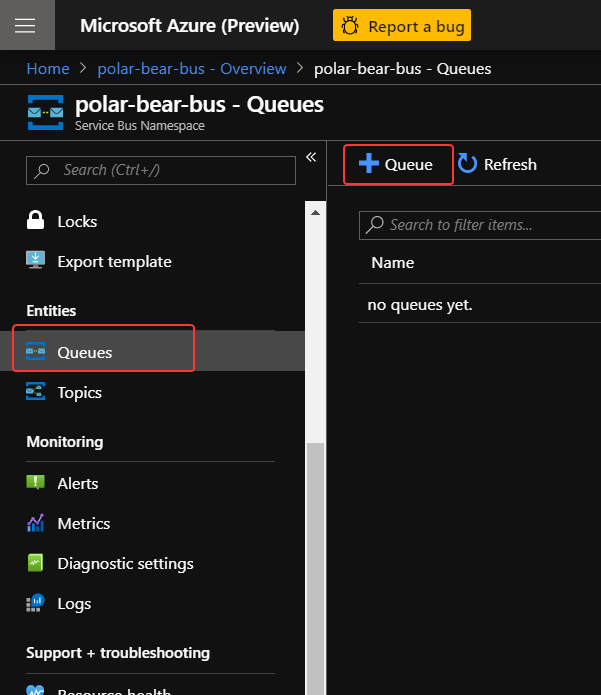 Microsoft Azure (Preview)
Report a bug
Home > polar-bear-bus - Overview > polar-bear-bus - Queues
polar-bear-bus - Queues
Service Bus Namespace
Search (Ctrl+/)
«
Locks
Export template
Entities
Queues
Topics
Monitoring
Alerts
Metrics
Diagnostic settings
Logs
Support + troubleshooting
Resource health
Queue
Refresh
Search to filter items...
Name
no queues yet.